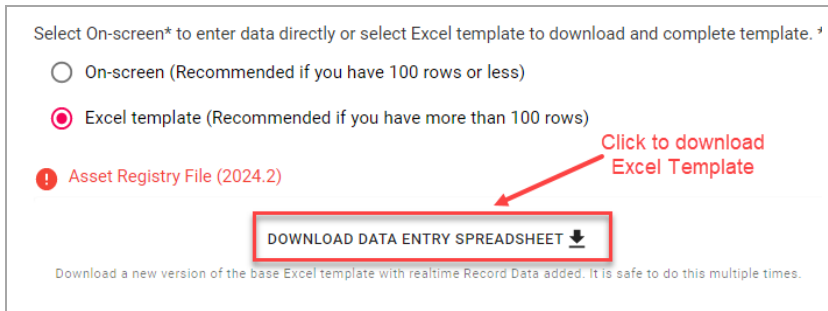 Select On-screen* to enter data directly or select Excel template to download and complete template. *
On-screen (Recommended if you have 100 rows or less)
Excel template (Recommended if you have more than 100 rows)
Click to download
Excel Template
Asset Registry File (2024.2)
DOWNLOAD DATA ENTRY SPREADSHEET
Download a new version of the base Excel template with realtime Record Data added. It is safe to do this multiple times.